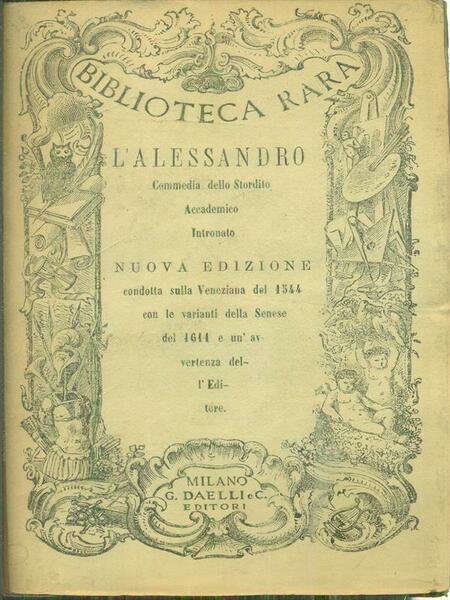 BIBLIOTECA RARA
L'ALESSANDRO
Commedia dello Stordito
Accademico
Intronato
NUOVA EDIZIONE
condotta sulla Veneziana del 1544
con le varianti della Senese
del 1611 e un' av-
vertenza del-
l' Edi-
tore.
MILANO
G. DAELLI e C.
EDITORI